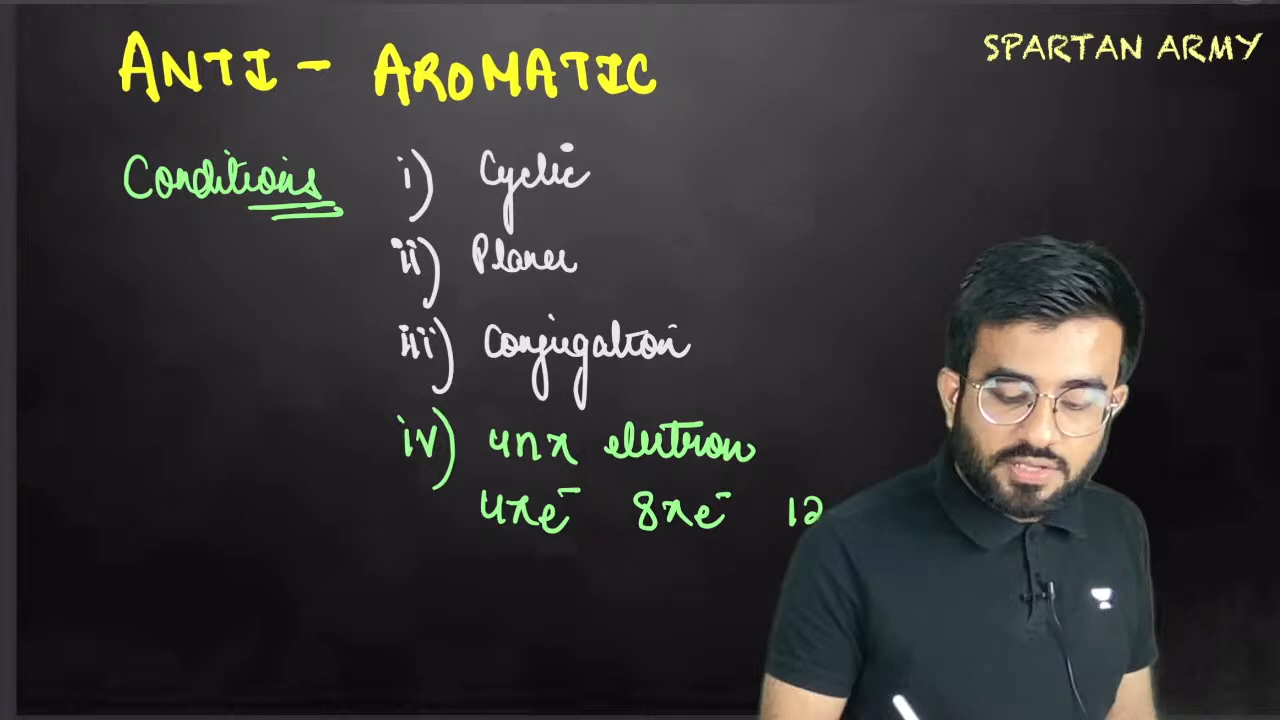 SPARTAN ARMY
ANTI - AROMATIC
Conditions i) Cyclic
ii) Planer
iii) Conjugation
iv) 4nπ electron
4πe⁻ 8πe⁻ 12